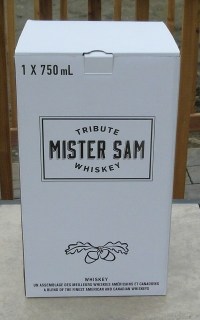 1 X 750 mL
TRIBUTE
MISTER SAM
WHISKEY
WHISKEY
UN ASSEMBLAGE DES MEILLEURS WHISKIES AMÉRICAINS ET CANADIENS
A BLEND OF THE FINEST AMERICAN AND CANADIAN WHISKIES